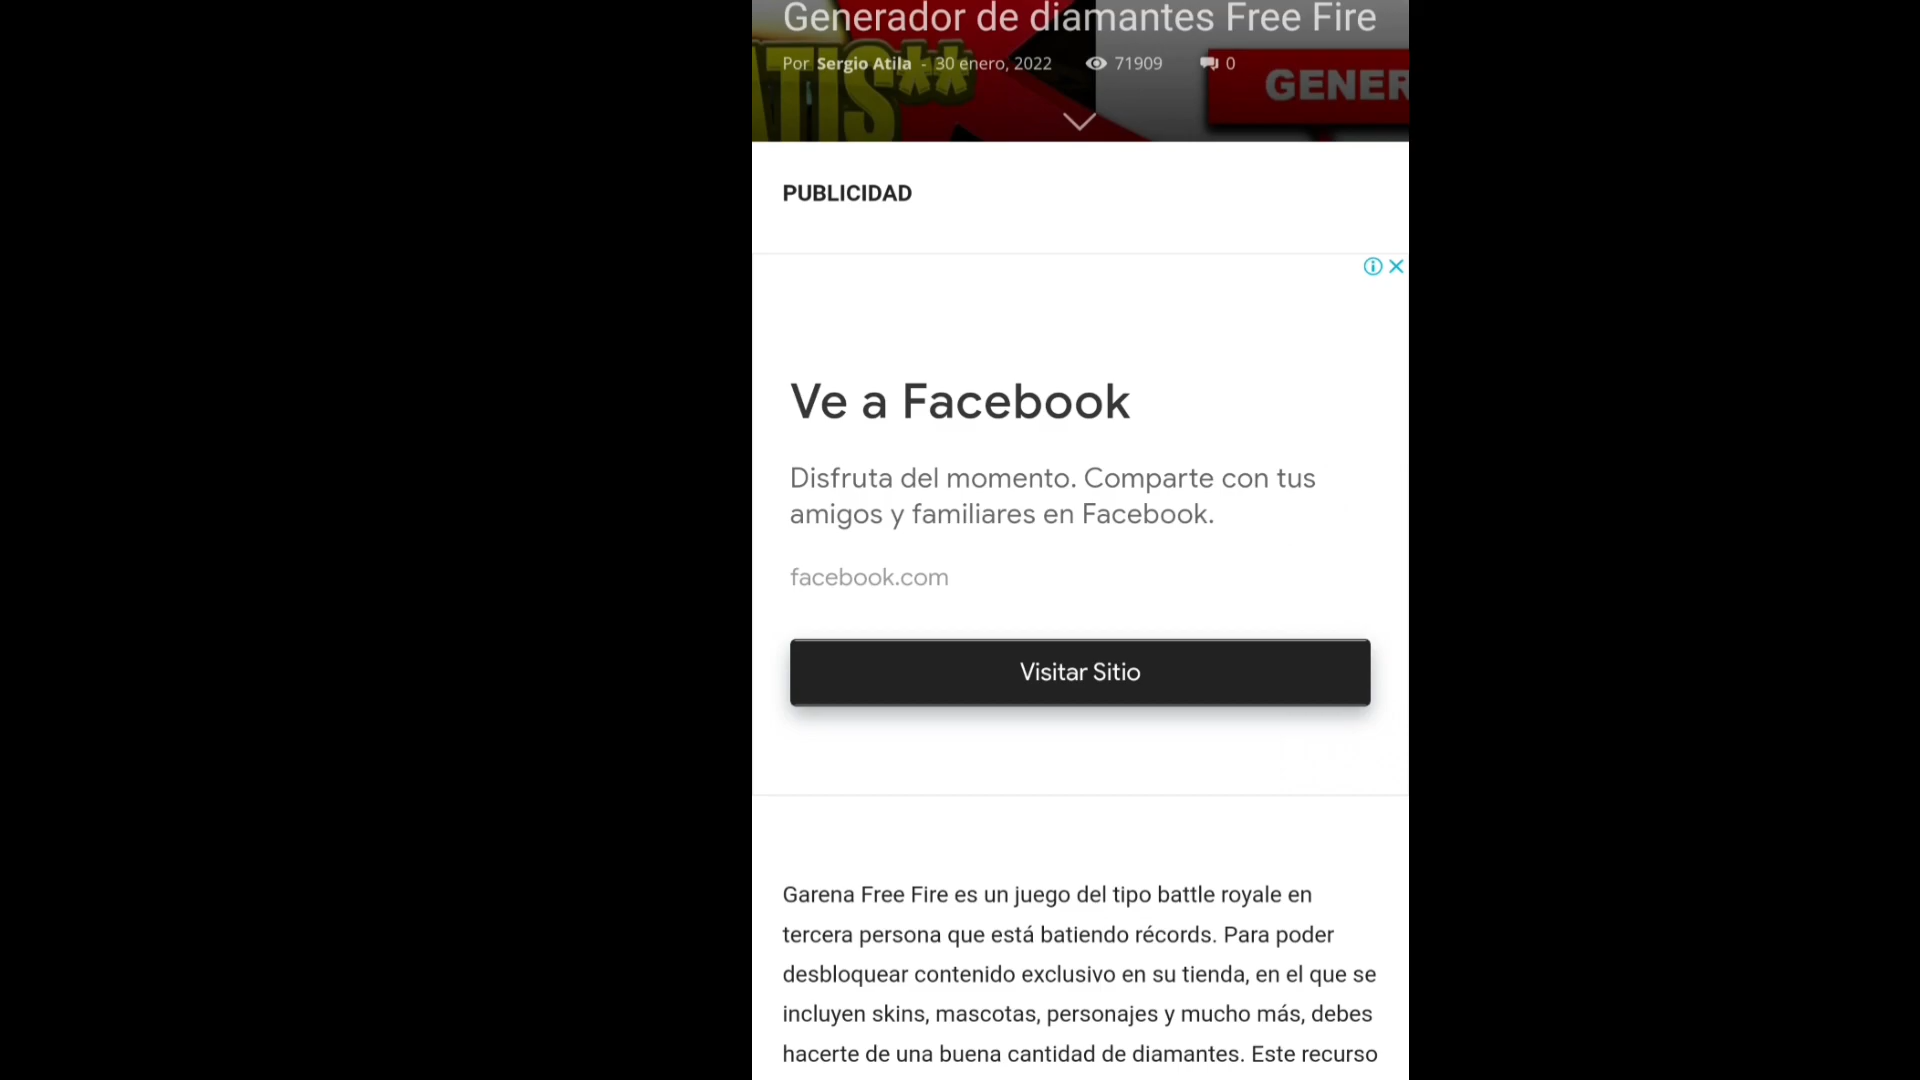 Generador de diamantes Free Fire
ATIS**
Por Sergio Atila - 30 enero, 2022 71909 0
GENER
PUBLICIDAD
Ve a Facebook
Disfruta del momento. Comparte con tus
amigos y familiares en Facebook.
facebook.com
Visitar Sitio
Garena Free Fire es un juego del tipo battle royale en
tercera persona que está batiendo récords. Para poder
desbloquear contenido exclusivo en su tienda, en el que se
incluyen skins, mascotas, personajes y mucho más, debes
hacerte de una buena cantidad de diamantes. Este recurso